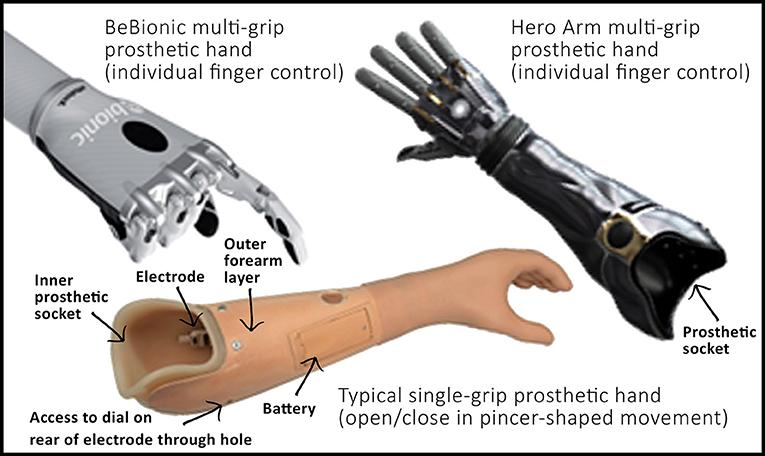 BeBionic multi-grip
prosthetic hand
(individual finger control)
Hero Arm multi-grip
prosthetic hand
(individual finger control)
bionic
Outer
forearm
layer
Electrode
Inner
prosthetic
socket
Prosthetic
socket
Battery
Typical single-grip prosthetic hand
(open/close in pincer-shaped movement)
Access to dial on
rear of electrode through hole